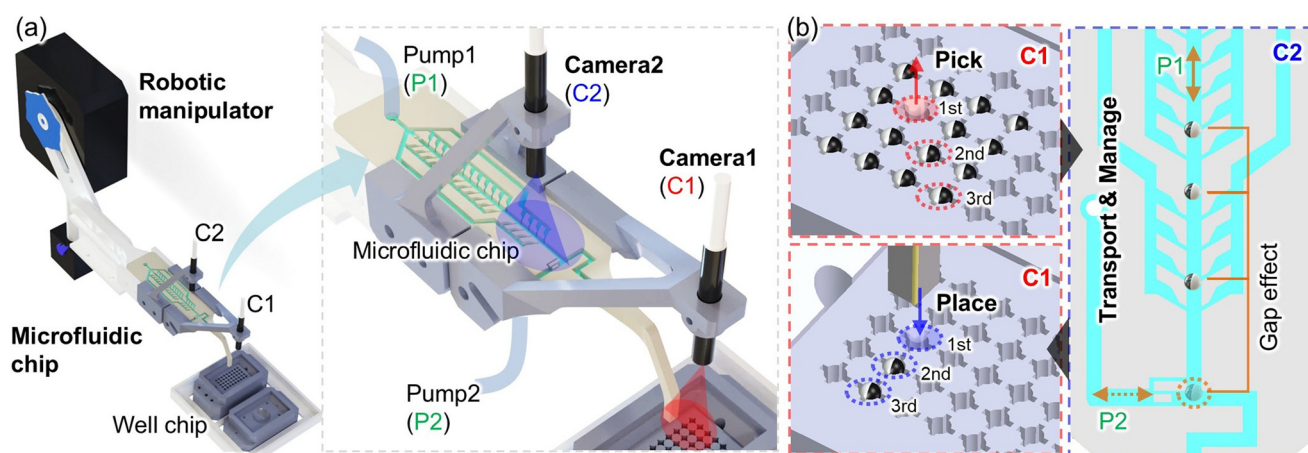 (a)
Robotic
manipulator
C2
C1
Microfluidic
chip
Well chip
Pump1
(P1)
Camera2
(C2)
Camera1
(C1)
Microfluidic chip
Pump2
(P2)
(b)
C1
Pick
1st
2nd
3rd
C1
Place
1st
2nd
3rd
C2
P1
Transport & Manage
Gap effect
P2